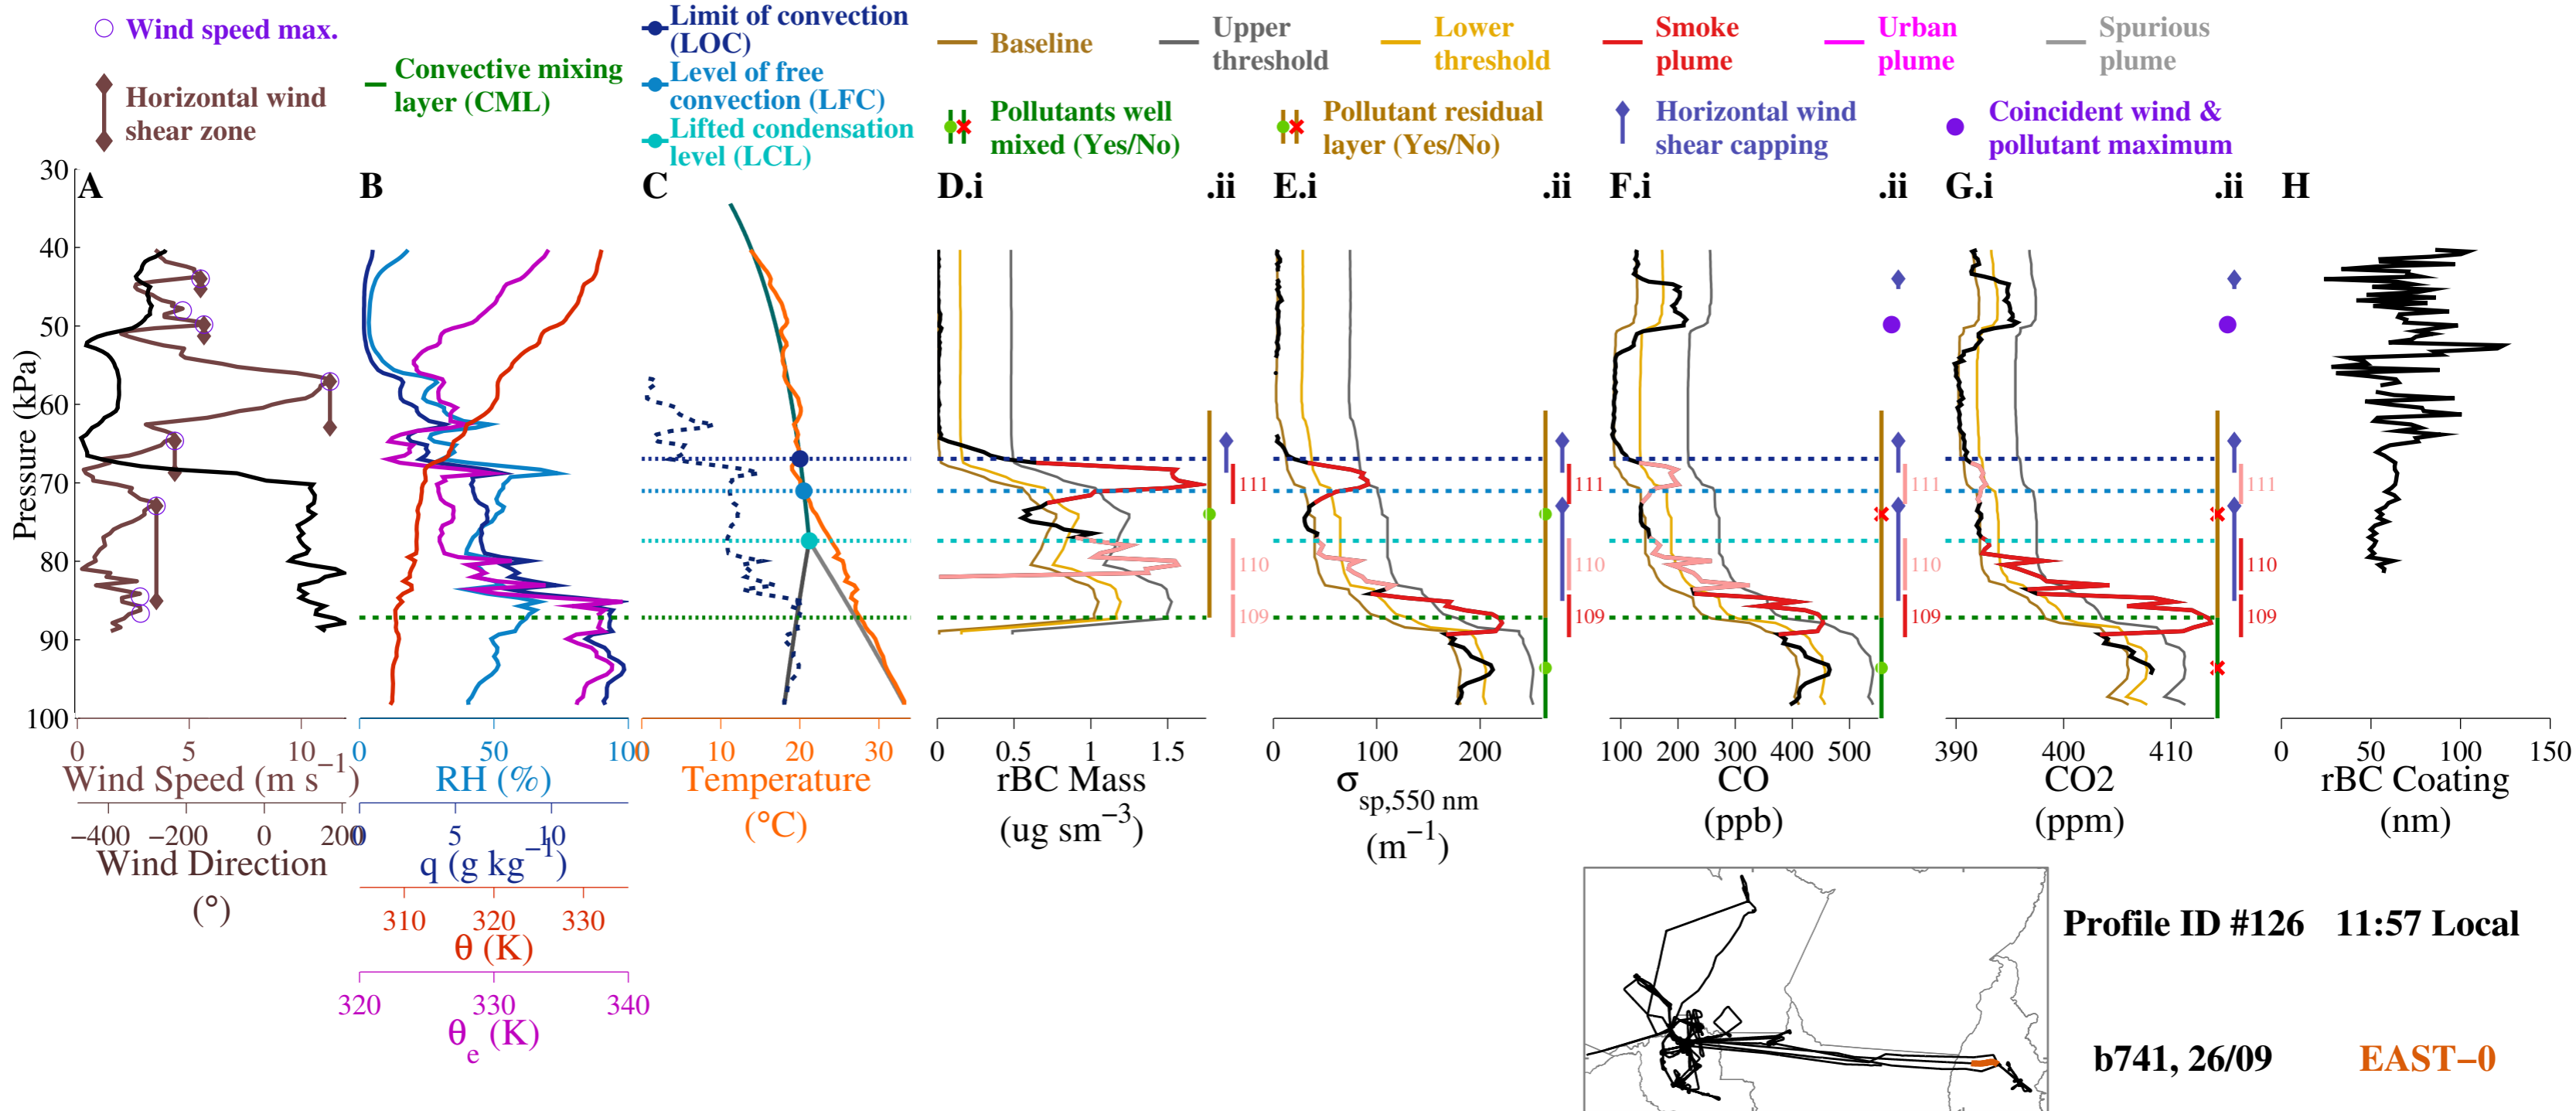 Wind speed max.
Horizontal wind
shear zone
Convective mixing
layer (CML)
Limit of convection
(LOC)
Level of free
convection (LFC)
Lifted condensation
level (LCL)
Baseline
Upper
threshold
Lower
threshold
Smoke
plume
Urban
plume
Spurious
plume
Pollutants well
mixed (Yes/No)
Pollutant residual
layer (Yes/No)
Horizontal wind
shear capping
Coincident wind &
pollutant maximum
A B C D.i .ii E.i .ii F.i .ii G.i .ii H
Pressure (kPa)
30
40
50
60
70
80
90
100
111 111 111 111
110 110 110 110
109 109 109 109
0 5 10
Wind Speed (m s−1)
−400 −200 0 200
Wind Direction
(°)
0 50 100
RH (%)
0 5 10
q (g kg−1)
310 320 330
θ (K)
320 330 340
θe (K)
0 10 20 30
Temperature
(°C)
0 0.5 1 1.5
rBC Mass
(ug sm−3)
0 100 200
σsp,550 nm
(m−1)
100 200 300 400 500
CO
(ppb)
390 400 410
CO2
(ppm)
0 50 100 150
rBC Coating
(nm)
Profile ID #126 11:57 Local
b741, 26/09 EAST−0